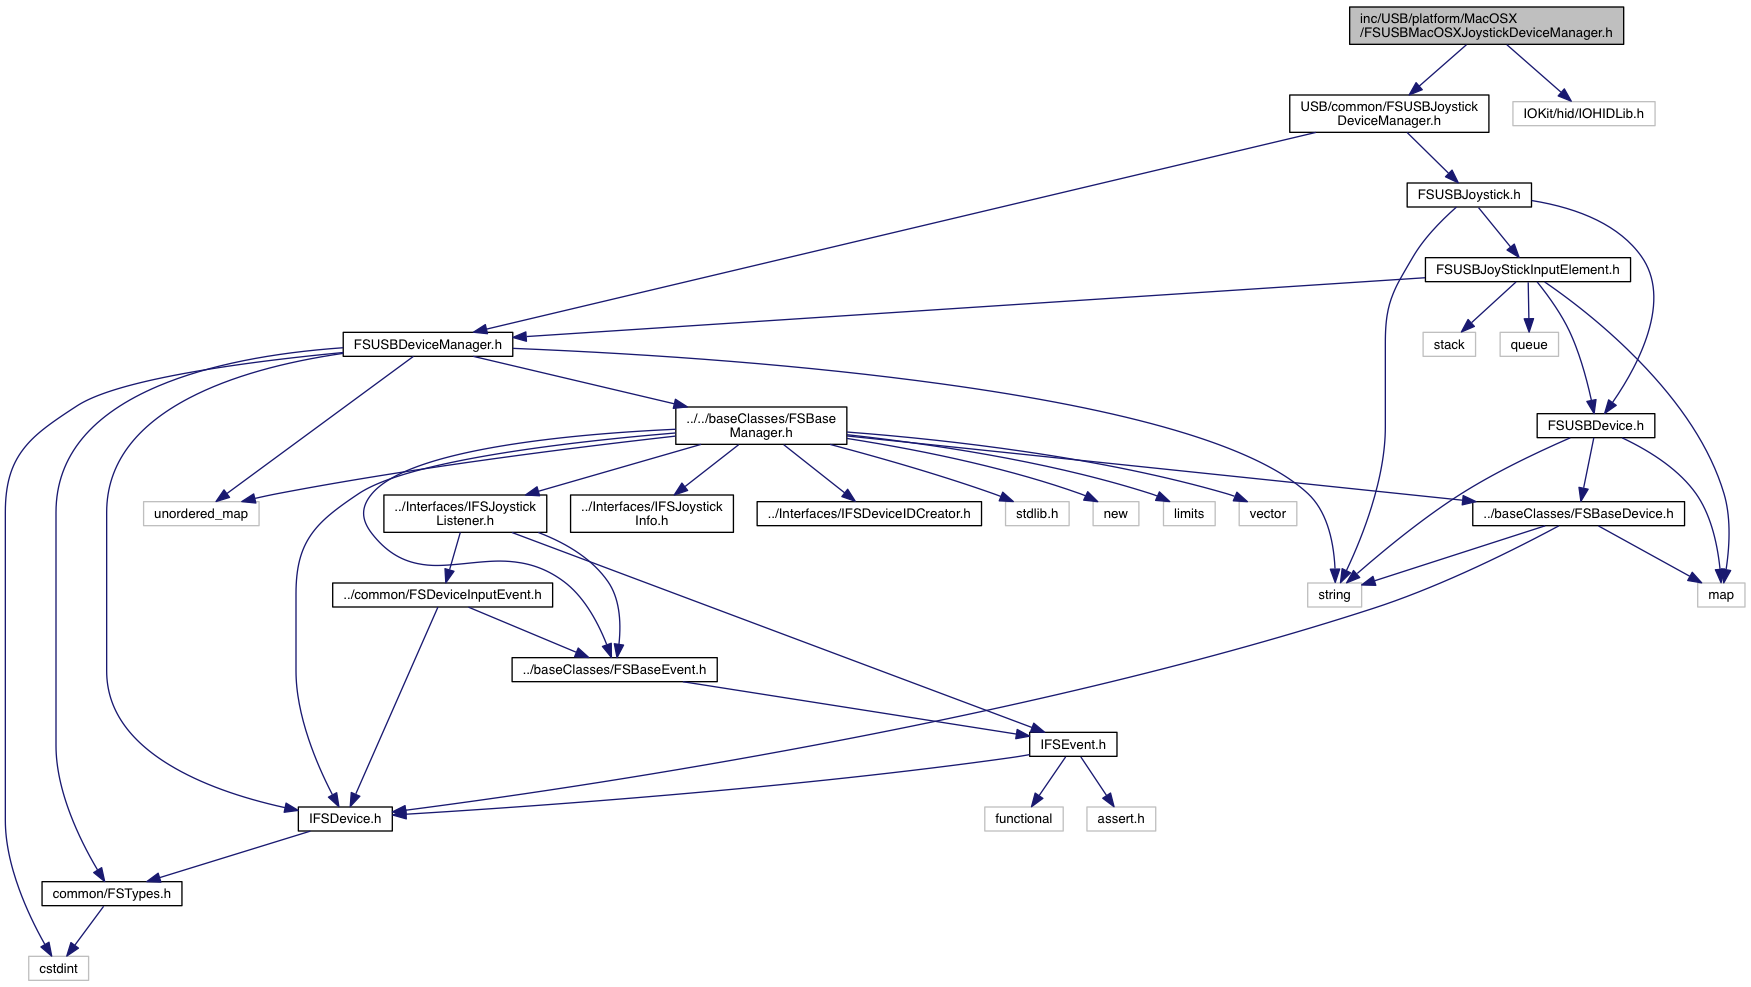 inc/USB/platform/MacOSX
/FSUSBMacOSXJoystickDeviceManager.h
USB/common/FSUSBJoystick
DeviceManager.h
IOKit/hid/IOHIDLib.h
FSUSBJoystick.h
FSUSBJoyStickInputElement.h
FSUSBDeviceManager.h
stack
queue
../../baseClasses/FSBase
Manager.h
FSUSBDevice.h
unordered_map
../Interfaces/IFSJoystick
Listener.h
../Interfaces/IFSJoystick
Info.h
../Interfaces/IFSDeviceIDCreator.h
stdlib.h
new
limits
vector
../baseClasses/FSBaseDevice.h
../common/FSDeviceInputEvent.h
string
map
../baseClasses/FSBaseEvent.h
IFSEvent.h
IFSDevice.h
functional
assert.h
common/FSTypes.h
cstdint